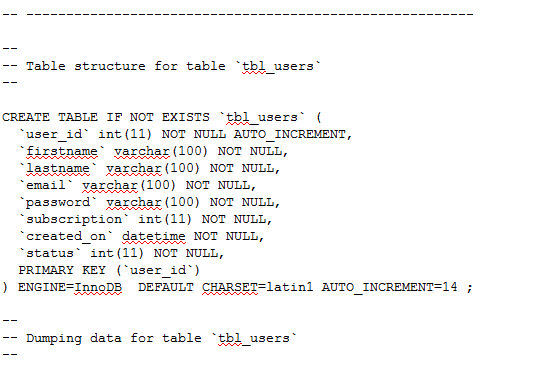 -- --------------------------------------------------------
--
-- Table structure for table `tbl_users`
--
CREATE TABLE IF NOT EXISTS `tbl_users` (
  `user_id` int(11) NOT NULL AUTO_INCREMENT,
  `firstname` varchar(100) NOT NULL,
  `lastname` varchar(100) NOT NULL,
  `email` varchar(100) NOT NULL,
  `password` varchar(100) NOT NULL,
  `subscription` int(11) NOT NULL,
  `created_on` datetime NOT NULL,
  `status` int(11) NOT NULL,
  PRIMARY KEY (`user_id`)
) ENGINE=InnoDB  DEFAULT CHARSET=latin1 AUTO_INCREMENT=14 ;
--
-- Dumping data for table `tbl_users`
--